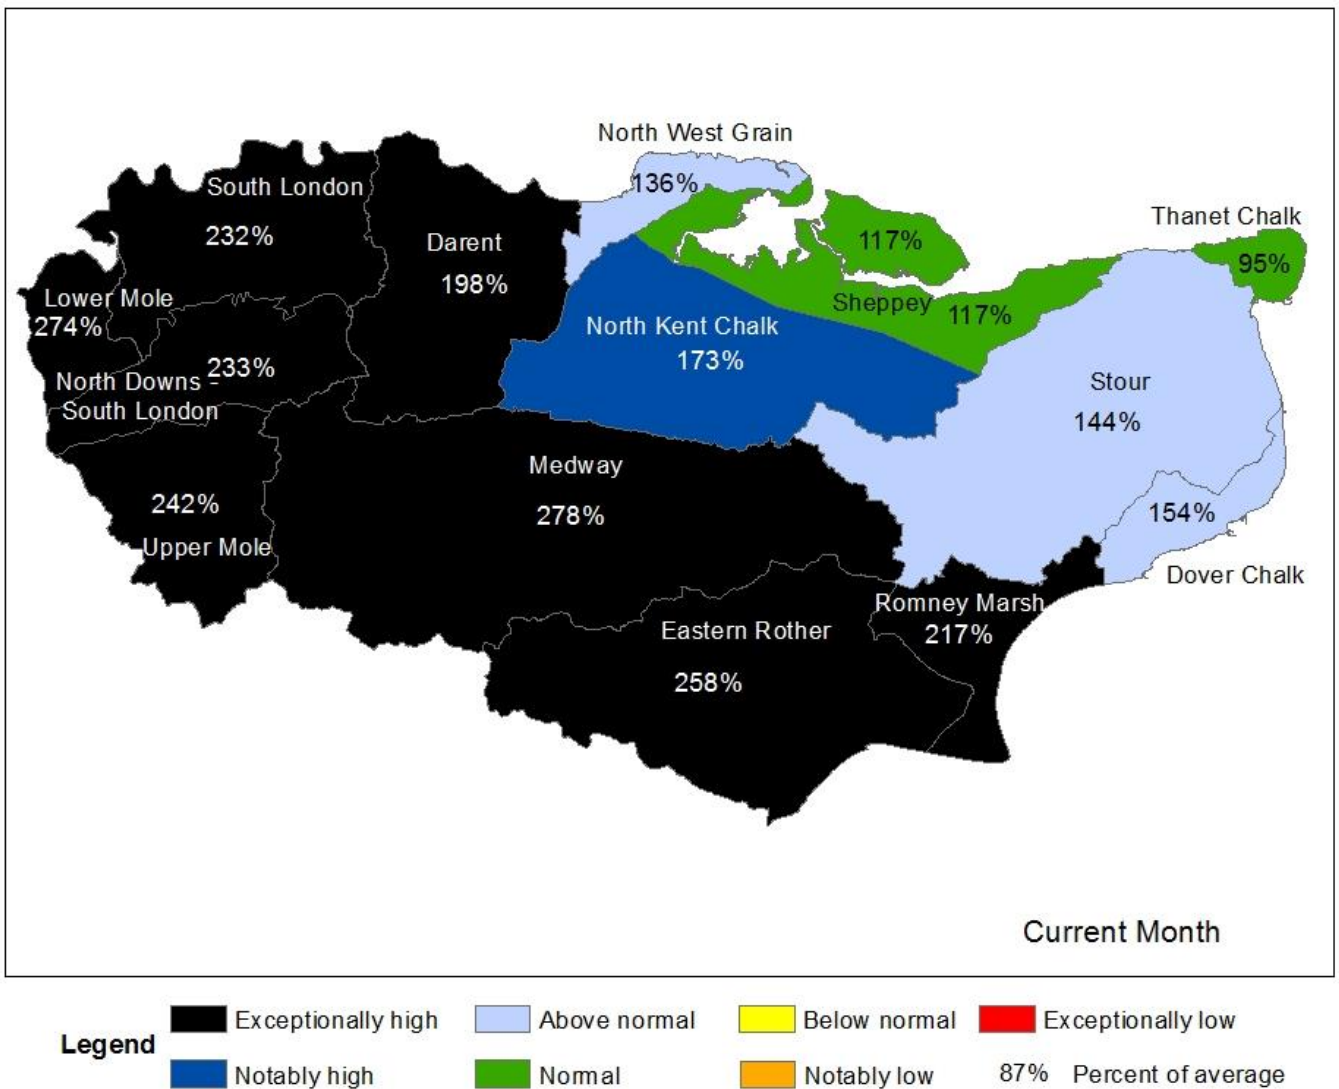 North West Grain
136%
South London
232%
Thanet Chalk
95%
Darent
198%
117%
Lower Mole
274%
Sheppey
117%
North Kent Chalk
173%
233%
North Downs -
South London
Stour
144%
Medway
278%
242%
Upper Mole
154%
Dover Chalk
Romney Marsh
217%
Eastern Rother
258%
Current Month
Legend
Exceptionally high
Above normal
Below normal
Exceptionally low
Notably high
Normal
Notably low
87% Percent of average